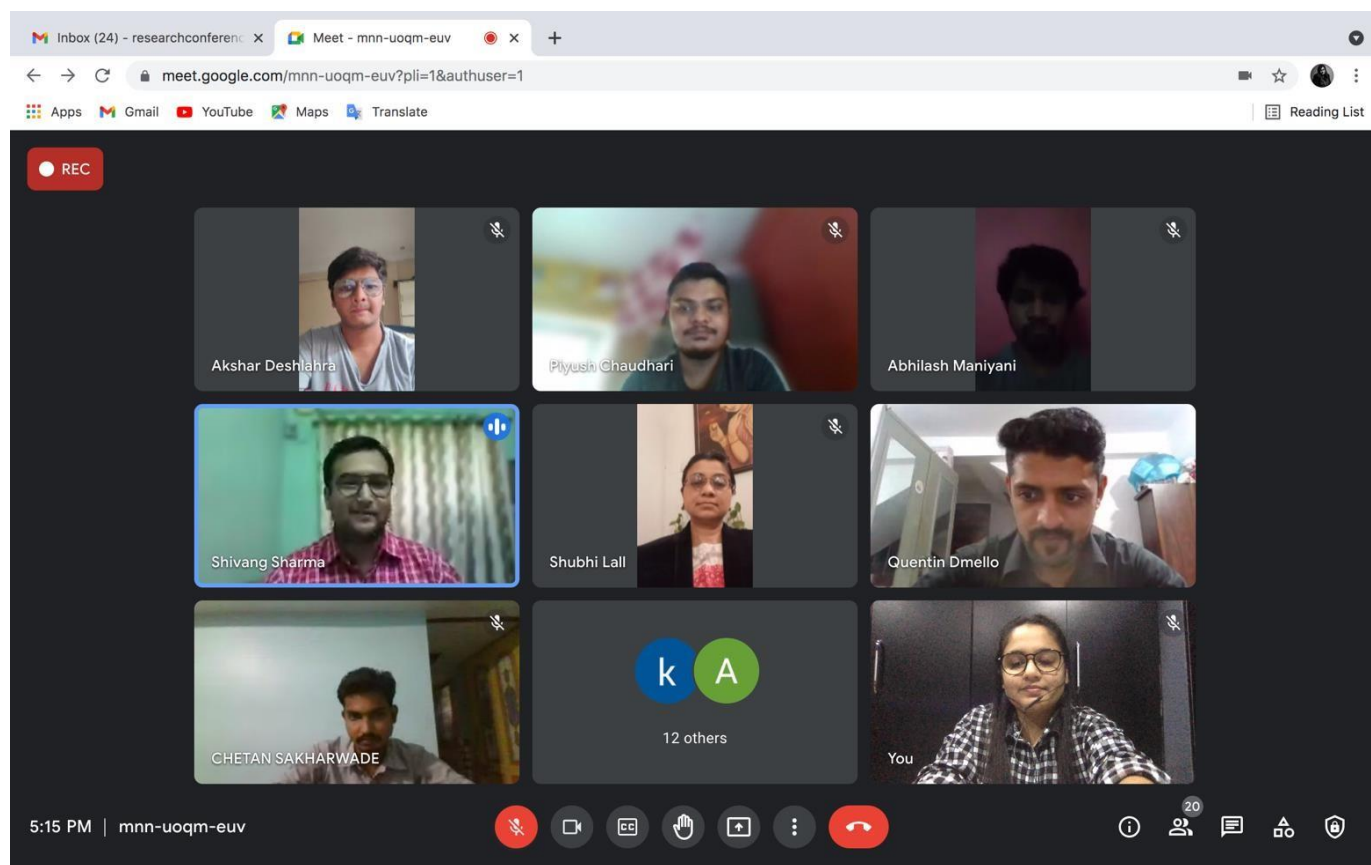 Inbox (24) - researchconferenc
Meet - mnn-uoqm-euv
meet.google.com/mnn-uoqm-euv?pli=1&authuser=1
Apps Gmail YouTube Maps Translate Reading List
REC
Akshar Deshlahra
Piyush Chaudhari
Abhilash Maniyani
Shivang Sharma
Shubhi Lall
Quentin Dmello
CHETAN SAKHARWADE
k A
12 others
You
5:15 PM | mnn-uoqm-euv
CC
20